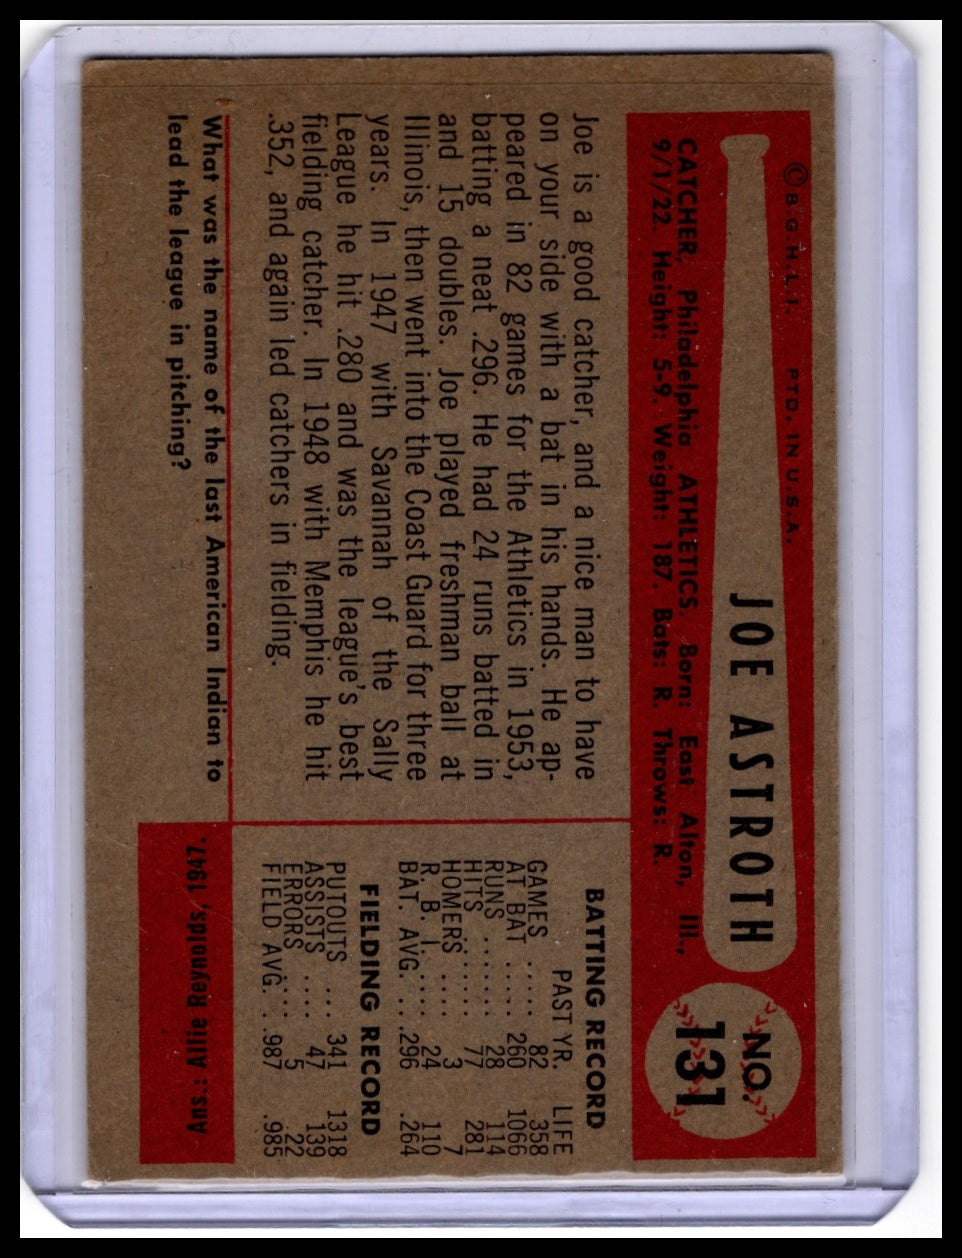 © B.G.H.L.I. PTD. IN U.S.A.
JOE ASTROTH
NO.
131
CATCHER, Philadelphia ATHLETICS. Born: East Alton, Ill.,
9/1/22. Height: 5-9. Weight: 187. Bats: R. Throws: R.
Joe is a good catcher, and a nice man to have
on your side with a bat in his hands. He ap-
peared in 82 games for the Athletics in 1953,
batting a neat .296. He had 24 runs batted in
and 15 doubles. Joe played freshman ball at
Illinois, then went into the Coast Guard for three
years. In 1947 with Savannah of the Sally
League he hit .280 and was the league's best
fielding catcher. In 1948 with Memphis he hit
.352, and again led catchers in fielding.
BATTING RECORD
PAST YR. LIFE
GAMES ..... 82 358
AT BAT ..... 260 1066
RUNS ....... 28 114
HITS ....... 77 281
HOMERS .... 3 7
R. B. I. .... 24 110
BAT. AVG. .. .296 .264
FIELDING RECORD
PUTOUTS ... 341 1318
ASSISTS .... 47 139
ERRORS .... 5 22
FIELD AVG. . .987 .985
What was the name of the last American Indian to
lead the league in pitching?
Ans.: Allie Reynolds, 1947.